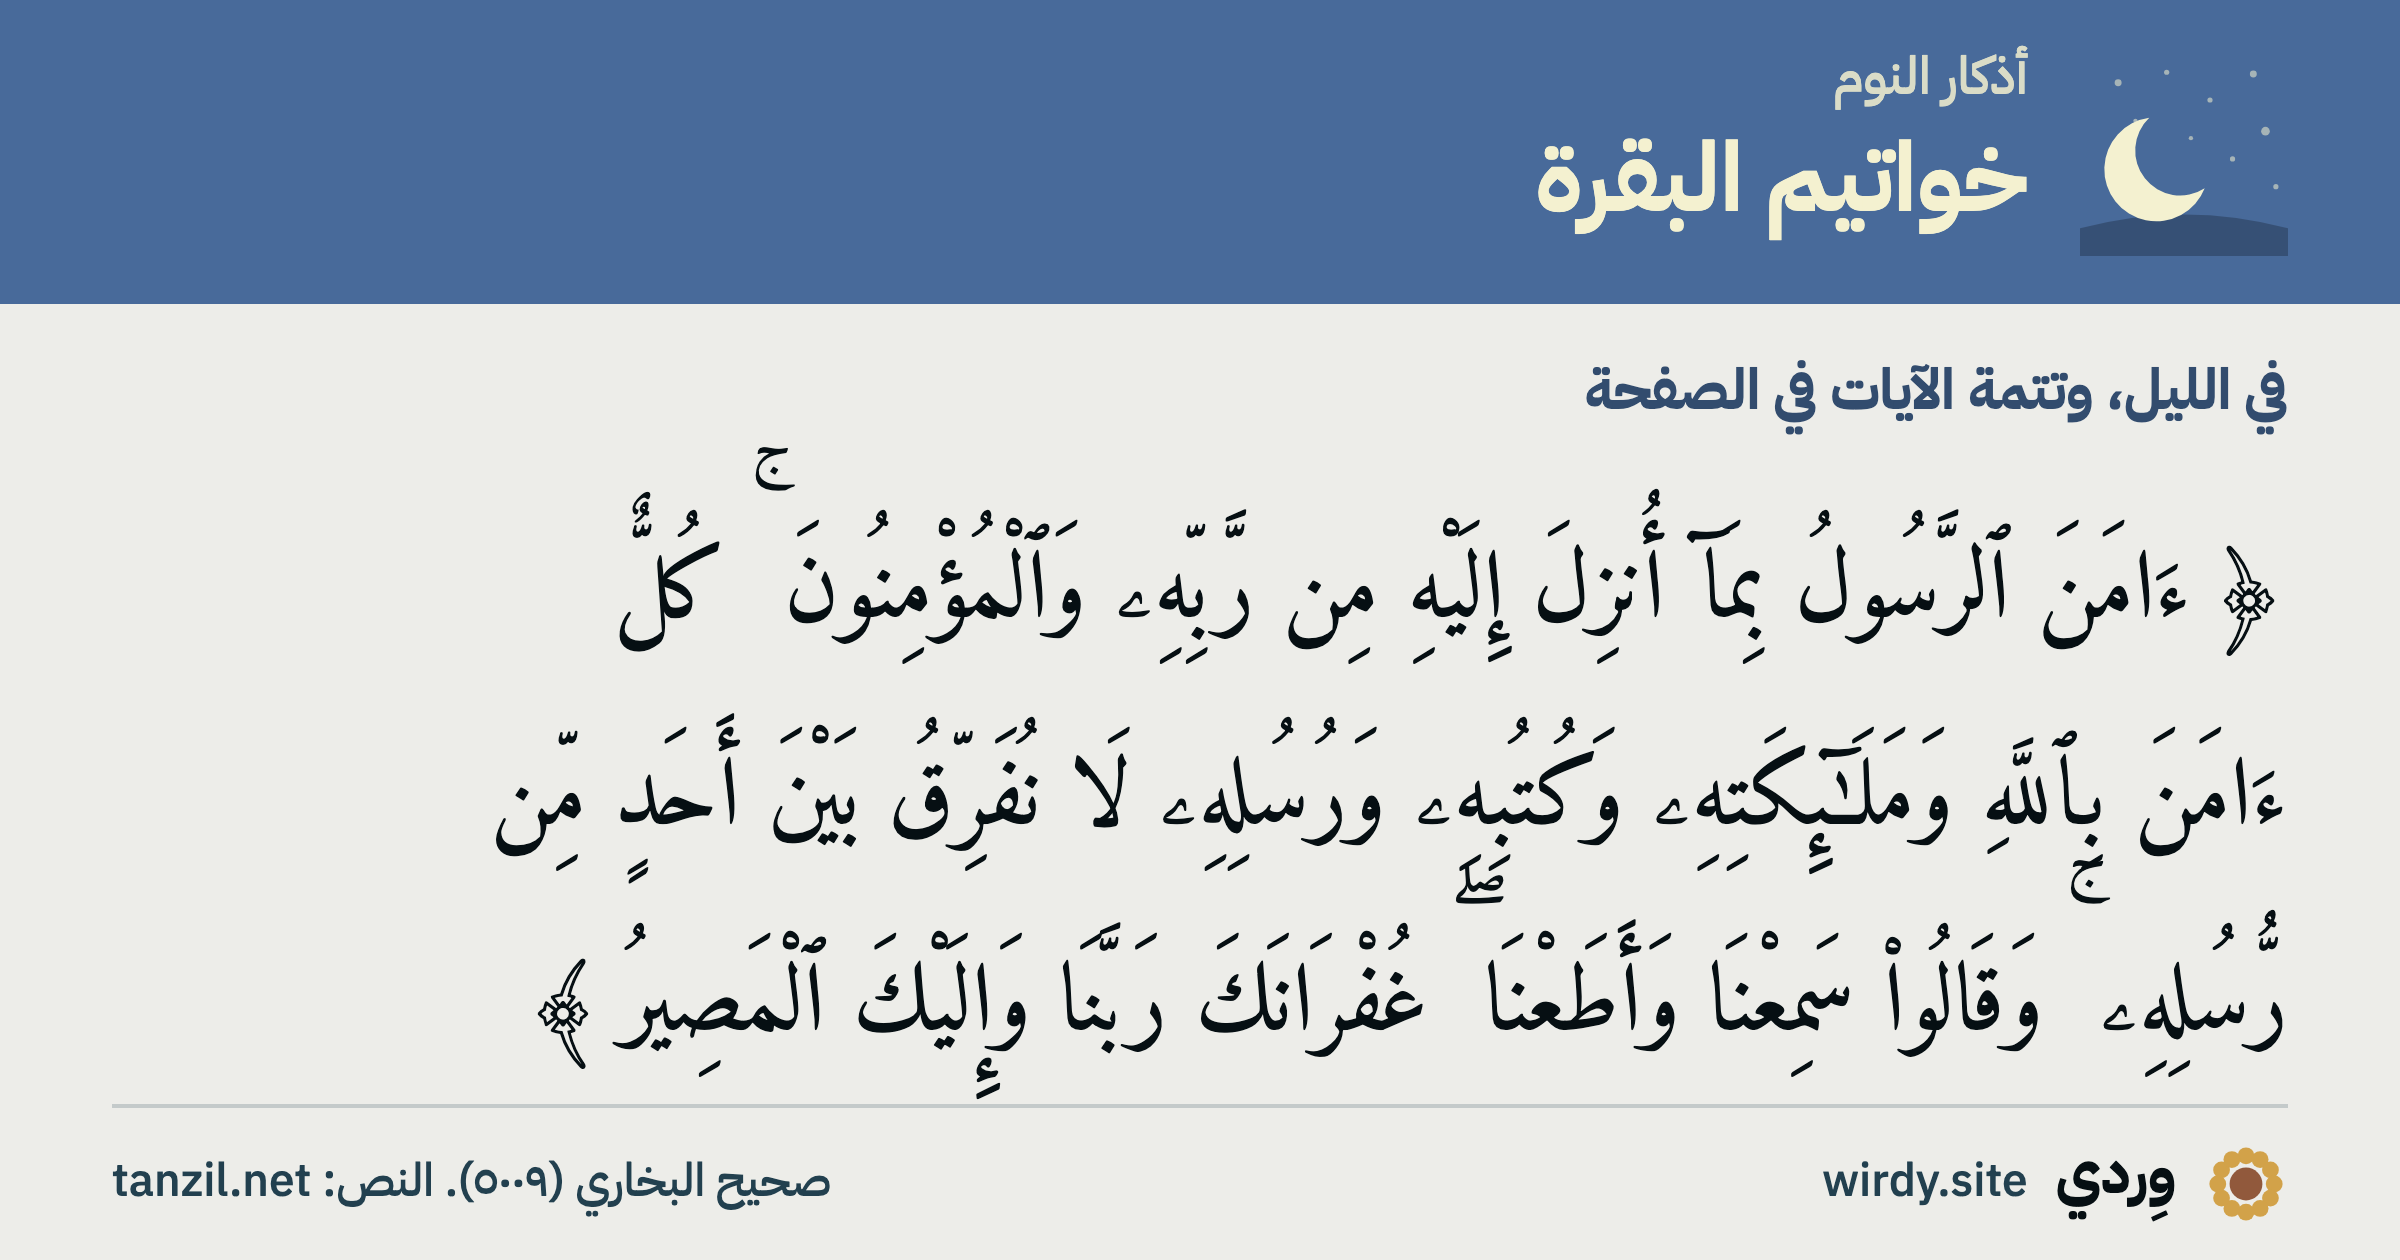 أذكار النوم
خواتيم البقرة
في الليل، وتتمة الآيات في الصفحة
﴿ ءَامَنَ ٱلرَّسُولُ بِمَآ أُنزِلَ إِلَيْهِ مِن رَّبِّهِۦ وَٱلْمُؤْمِنُونَ ۚ كُلٌّ
ءَامَنَ بِٱللَّهِ وَمَلَـٰٓئِكَتِهِۦ وَكُتُبِهِۦ وَرُسُلِهِۦ لَا نُفَرِّقُ بَيْنَ أَحَدٍ مِّن
رُّسُلِهِۦ ۚ وَقَالُوا۟ سَمِعْنَا وَأَطَعْنَا ۖ غُفْرَانَكَ رَبَّنَا وَإِلَيْكَ ٱلْمَصِيرُ ﴾
وِردي wirdy.site
صحيح البخاري (٥٠٠٩). النص: tanzil.net